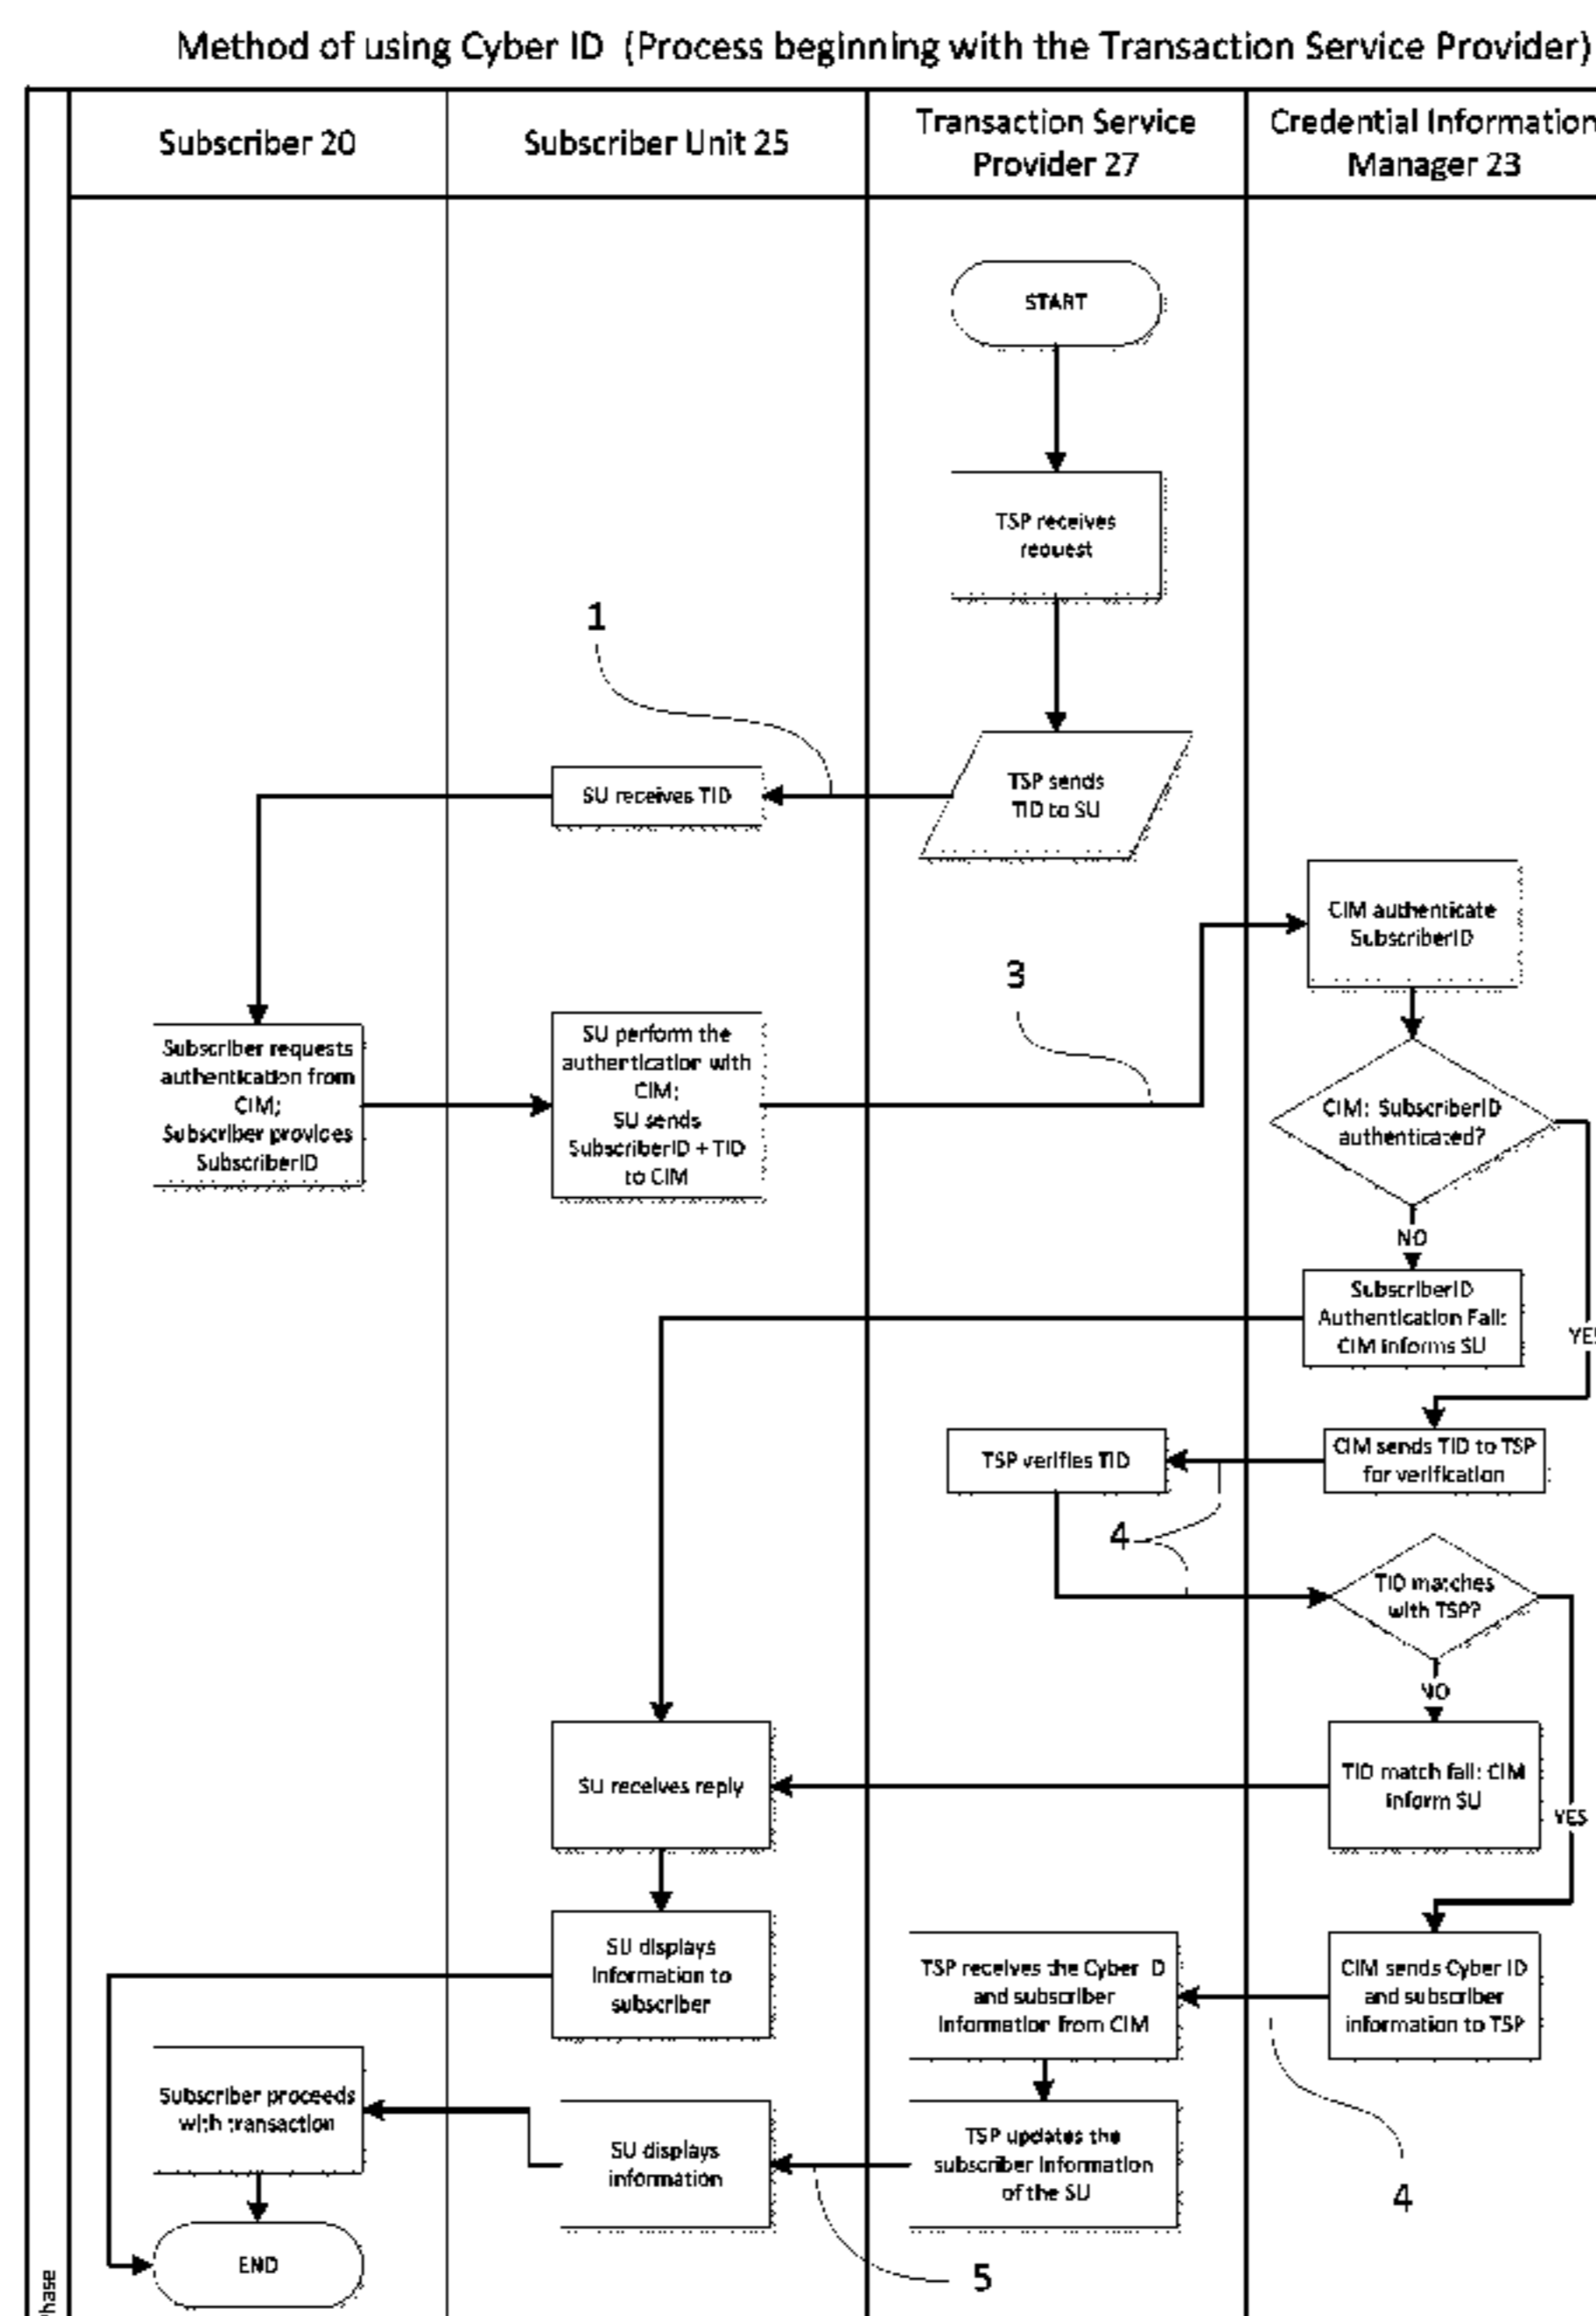 Method of using Cyber ID (Process beginning with the Transaction Service Provider)
Subscriber 20
Subscriber Unit 25
Transaction Service
Provider 27
Credential Information
Manager 23
START
TSP receives
request
1
TSP sends
TID to SU
SU receives TID
CIM authenticate
SubscriberID
3
Subscriber requests
authentication from
CIM;
Subscriber provides
SubscriberID
SU perform the
authentication with
CIM;
SU sends
SubscriberID + TID
to CIM
CIM: SubscriberID
authenticated?
NO
SubscriberID
Authentication Fail:
CIM informs SU
YES
TSP verifies TID
CIM sends TID to TSP
for verification
4
TID matches
with TSP?
NO
SU receives reply
TID match fail: CIM
inform SU
YES
SU displays
information to
subscriber
TSP receives the Cyber ID
and subscriber
information from CIM
CIM sends Cyber ID
and subscriber
information to TSP
Subscriber proceeds
with transaction
SU displays
information
TSP updates the
subscriber information
of the SU
4
END
5
Phase